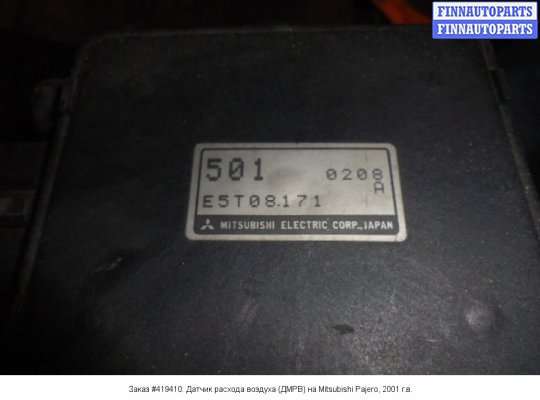 FINNAUTOPARTS
FINNAUTOPARTS
501 0208
A
E5T08171
MITSUBISHI ELECTRIC CORP., JAPAN
Заказ #419410. Датчик расхода воздуха (ДМРВ) на Mitsubishi Pajero, 2001 г.в.